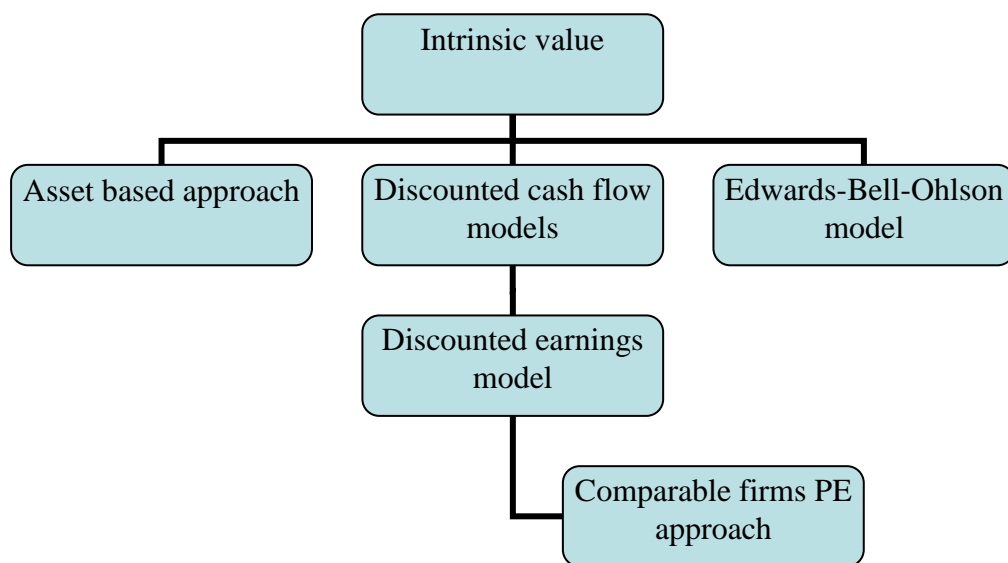 Intrinsic value
Asset based approach
Discounted cash flow
models
Edwards-Bell-Ohlson
model
Discounted earnings
model
Comparable firms PE
approach